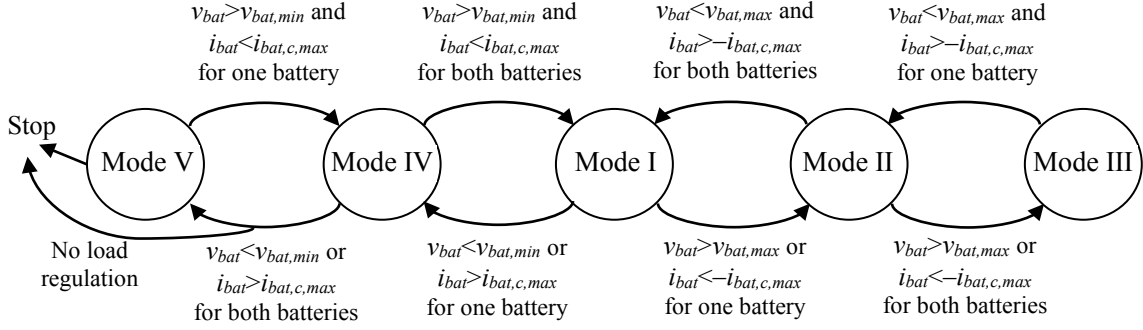 v_bat>v_bat,min and
i_bat<i_bat,c,max
for one battery
v_bat>v_bat,min and
i_bat<i_bat,c,max
for both batteries
v_bat<v_bat,max and
i_bat>–i_bat,c,max
for both batteries
v_bat<v_bat,max and
i_bat>–i_bat,c,max
for one battery
Stop
Mode V
Mode IV
Mode I
Mode II
Mode III
No load
regulation
v_bat<v_bat,min or
i_bat>i_bat,c,max
for both batteries
v_bat<v_bat,min or
i_bat>i_bat,c,max
for one battery
v_bat>v_bat,max or
i_bat<–i_bat,c,max
for one battery
v_bat>v_bat,max or
i_bat<–i_bat,c,max
for both batteries